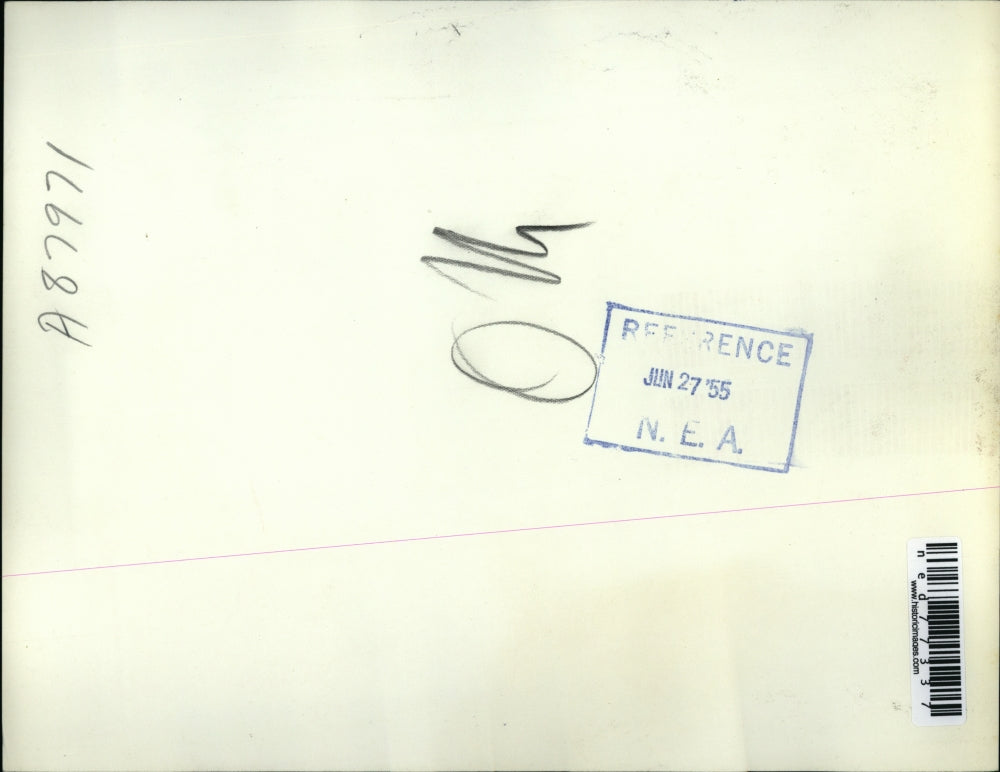 A87971
REFERENCE
JUN 27 '55
N. E. A.
ned77337
www.historicimages.com